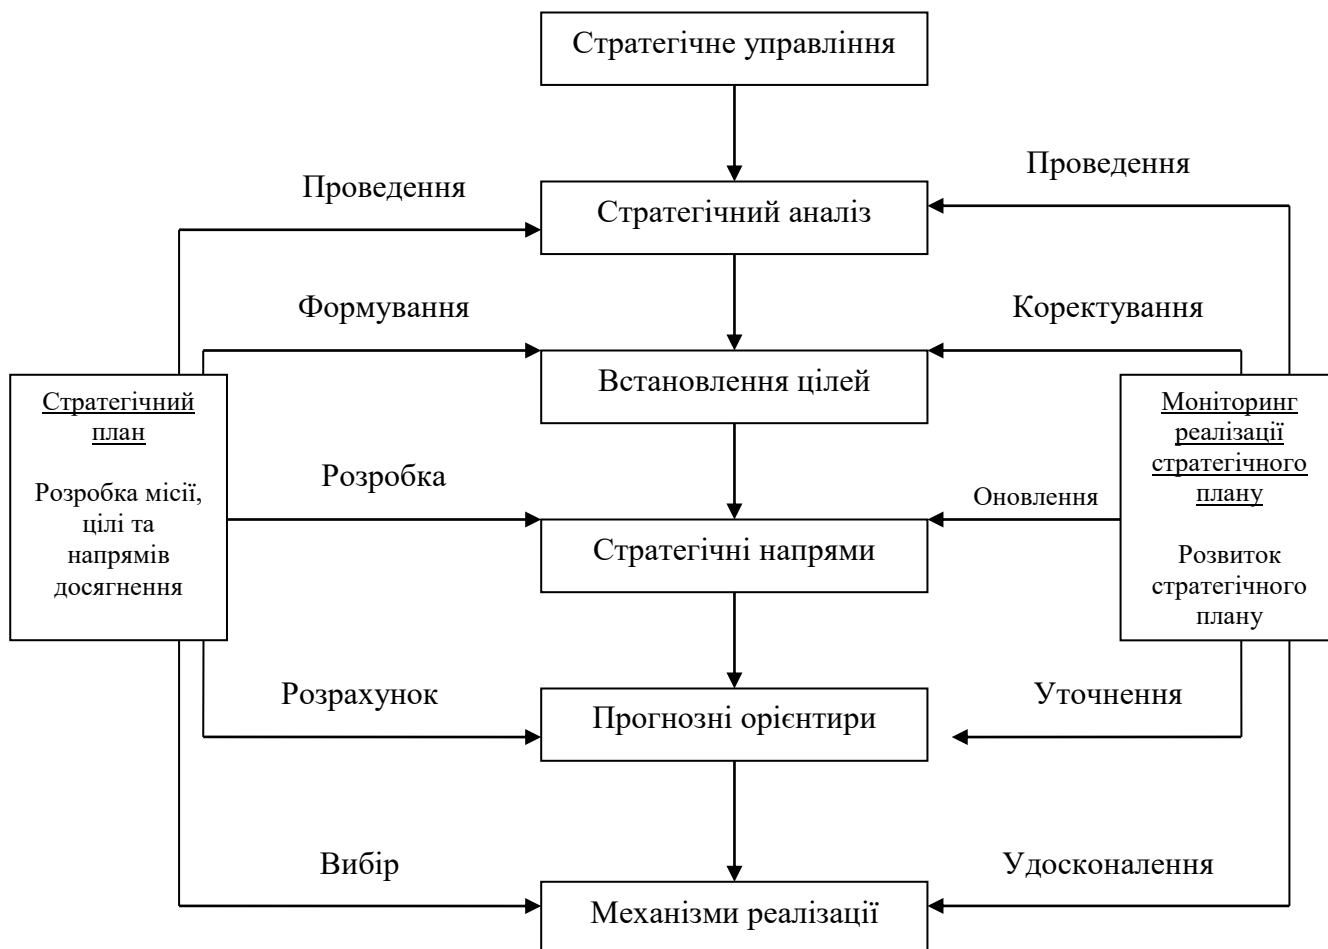 Стратегічне управління
Проведення
Проведення
Стратегічний аналіз
Формування
Коректування
Встановлення цілей
Стратегічний
план
Розробка місії,
цілі та
напрямів
досягнення
Моніторинг
реалізації
стратегічного
плану
Розвиток
стратегічного
плану
Розробка
Оновлення
Стратегічні напрями
Розрахунок
Уточнення
Прогнозні орієнтири
Вибір
Удосконалення
Механізми реалізації